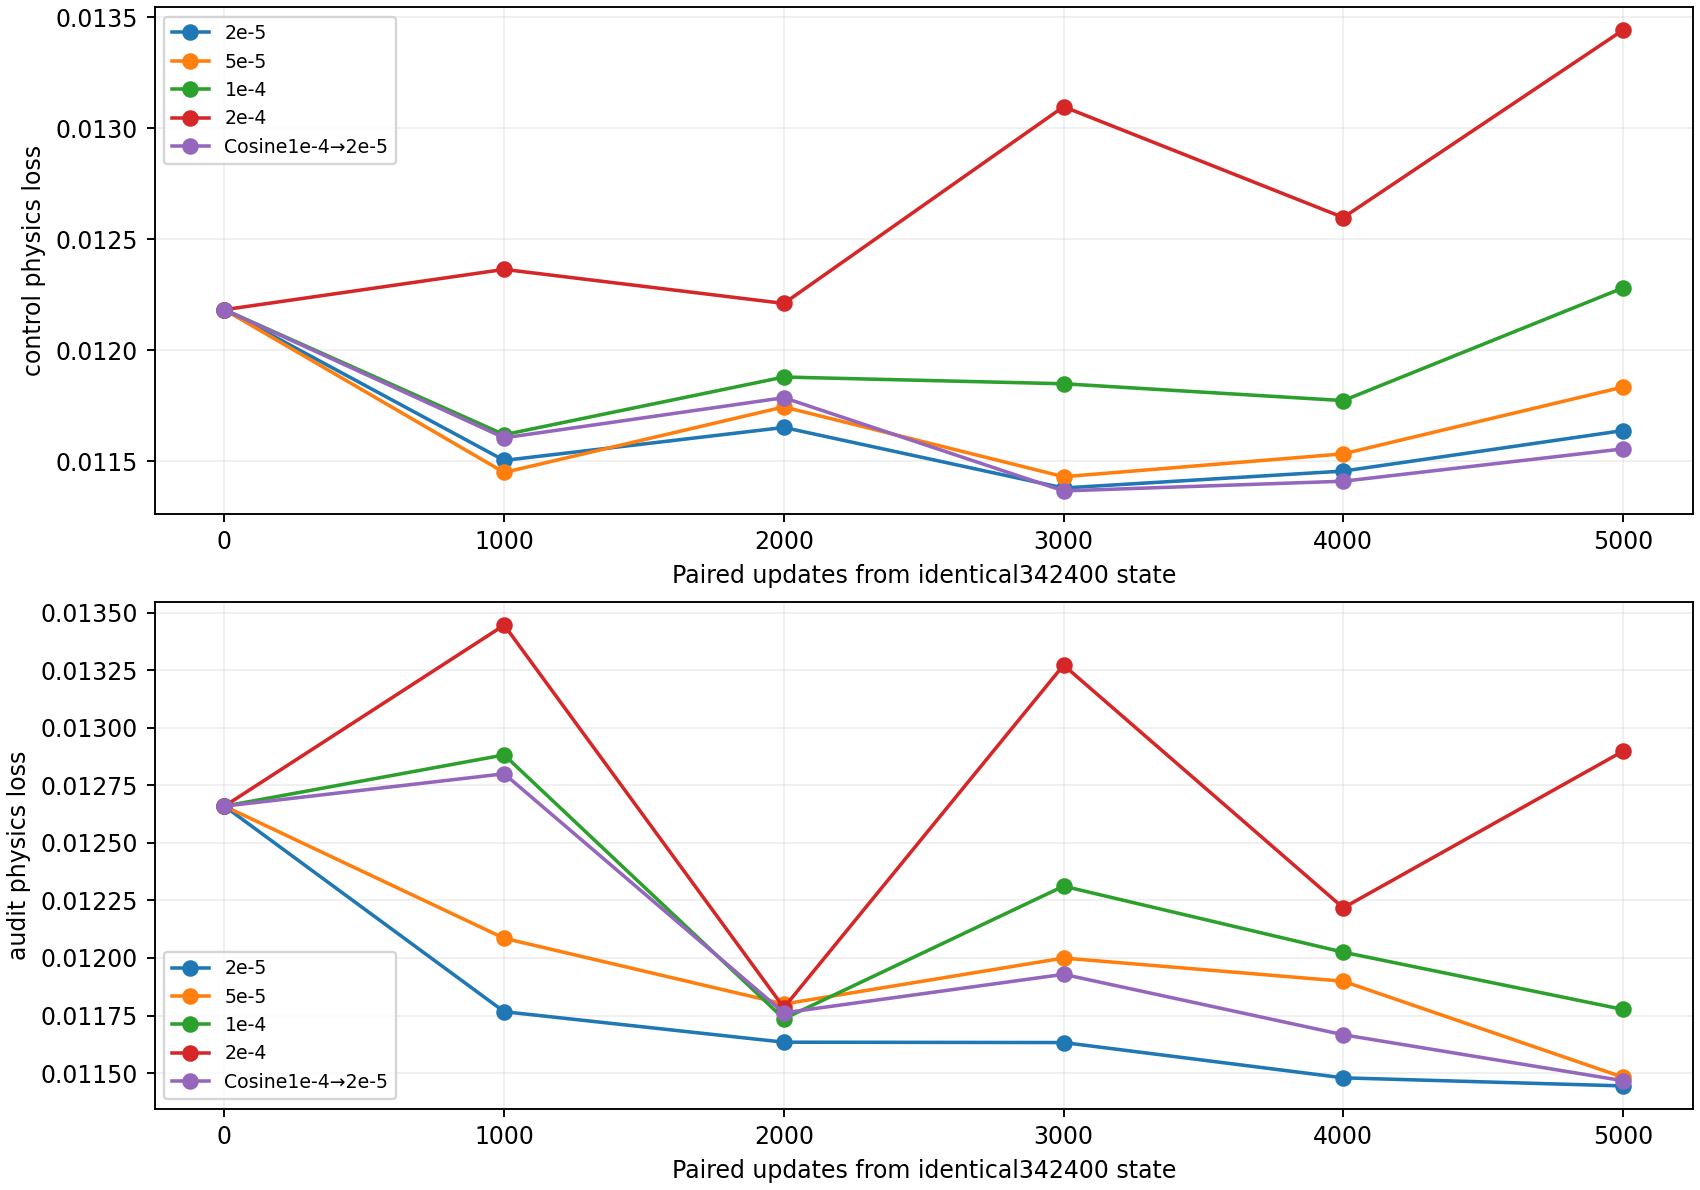 0.0135
0.0130
0.0125
0.0120
0.0115
control physics loss
2e-5
5e-5
1e-4
2e-4
Cosine1e-4→2e-5
0 1000 2000 3000 4000 5000
Paired updates from identical342400 state
0.01350
0.01325
0.01300
0.01275
0.01250
0.01225
0.01200
0.01175
0.01150
audit physics loss
2e-5
5e-5
1e-4
2e-4
Cosine1e-4→2e-5
0 1000 2000 3000 4000 5000
Paired updates from identical342400 state